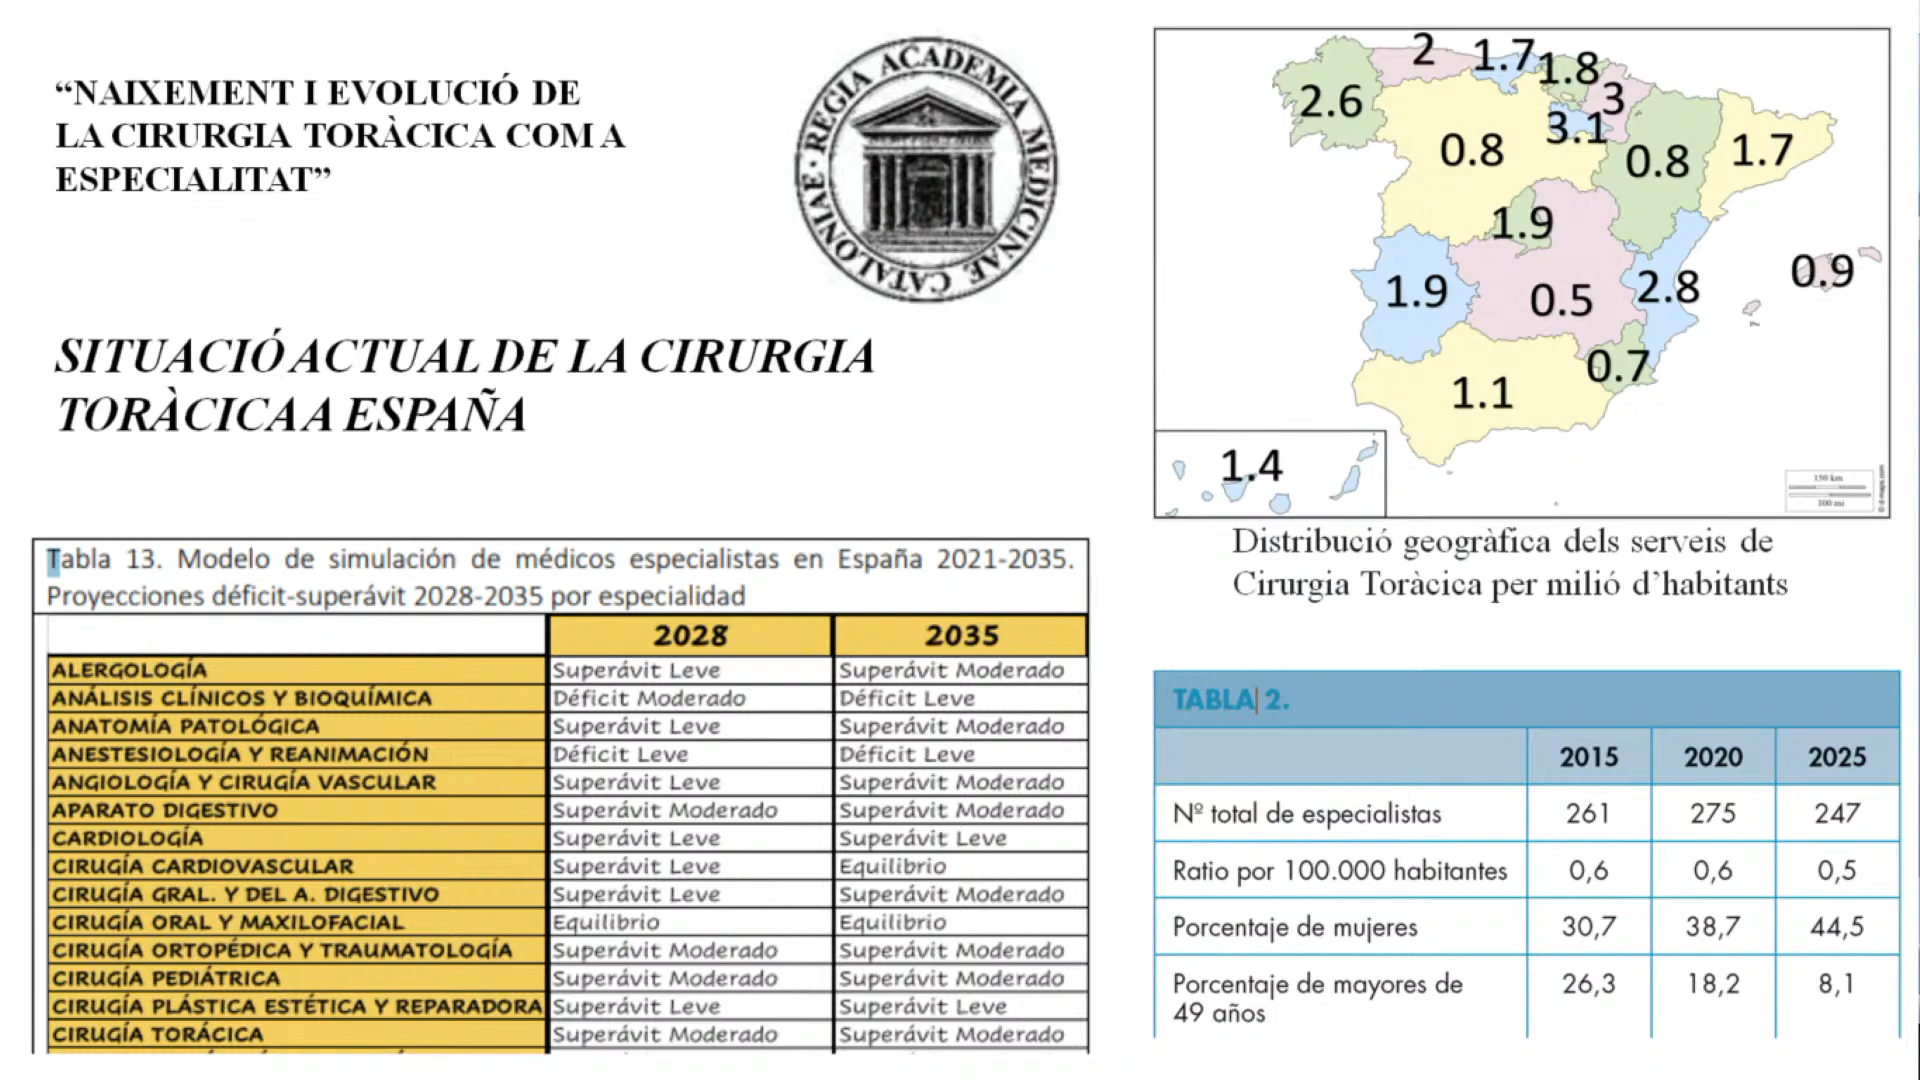 “NAIXEMENT I EVOLUCIÓ DE
LA CIRURGIA TORÀCICA COM A
ESPECIALITAT”
REGIA ACADEMIA MEDICINAE CATALONIAE
SITUACIÓ ACTUAL DE LA CIRURGIA
TORÀCICA A ESPAÑA
Tabla 13. Modelo de simulación de médicos especialistas en España 2021-2035.
Proyecciones déficit-superávit 2028-2035 por especialidad
2028 2035
ALERGOLOGÍA Superávit Leve Superávit Moderado
ANÁLISIS CLÍNICOS Y BIOQUÍMICA Déficit Moderado Déficit Leve
ANATOMÍA PATOLÓGICA Superávit Leve Superávit Moderado
ANESTESIOLOGÍA Y REANIMACIÓN Déficit Leve Déficit Leve
ANGIOLOGÍA Y CIRUGÍA VASCULAR Superávit Leve Superávit Moderado
APARATO DIGESTIVO Superávit Moderado Superávit Moderado
CARDIOLOGÍA Superávit Leve Superávit Leve
CIRUGÍA CARDIOVASCULAR Superávit Leve Equilibrio
CIRUGÍA GRAL. Y DEL A. DIGESTIVO Superávit Leve Superávit Moderado
CIRUGÍA ORAL Y MAXILOFACIAL Equilibrio Equilibrio
CIRUGÍA ORTOPÉDICA Y TRAUMATOLOGÍA Superávit Moderado Superávit Moderado
CIRUGÍA PEDIÁTRICA Superávit Moderado Superávit Moderado
CIRUGÍA PLÁSTICA ESTÉTICA Y REPARADORA Superávit Leve Superávit Leve
CIRUGÍA TORÁCICA Superávit Moderado Superávit Moderado
2 1.7 1.8
2.6 3
3.1
0.8 0.8 1.7
1.9
1.9 0.5 2.8 0.9
0.7
1.1
1.4
150 km
100 mi
© d-maps.com
Distribució geogràfica dels serveis de
Cirurgia Toràcica per milió d’habitants
TABLA 2.
2015 2020 2025
Nº total de especialistas 261 275 247
Ratio por 100.000 habitantes 0,6 0,6 0,5
Porcentaje de mujeres 30,7 38,7 44,5
Porcentaje de mayores de 26,3 18,2 8,1
49 años